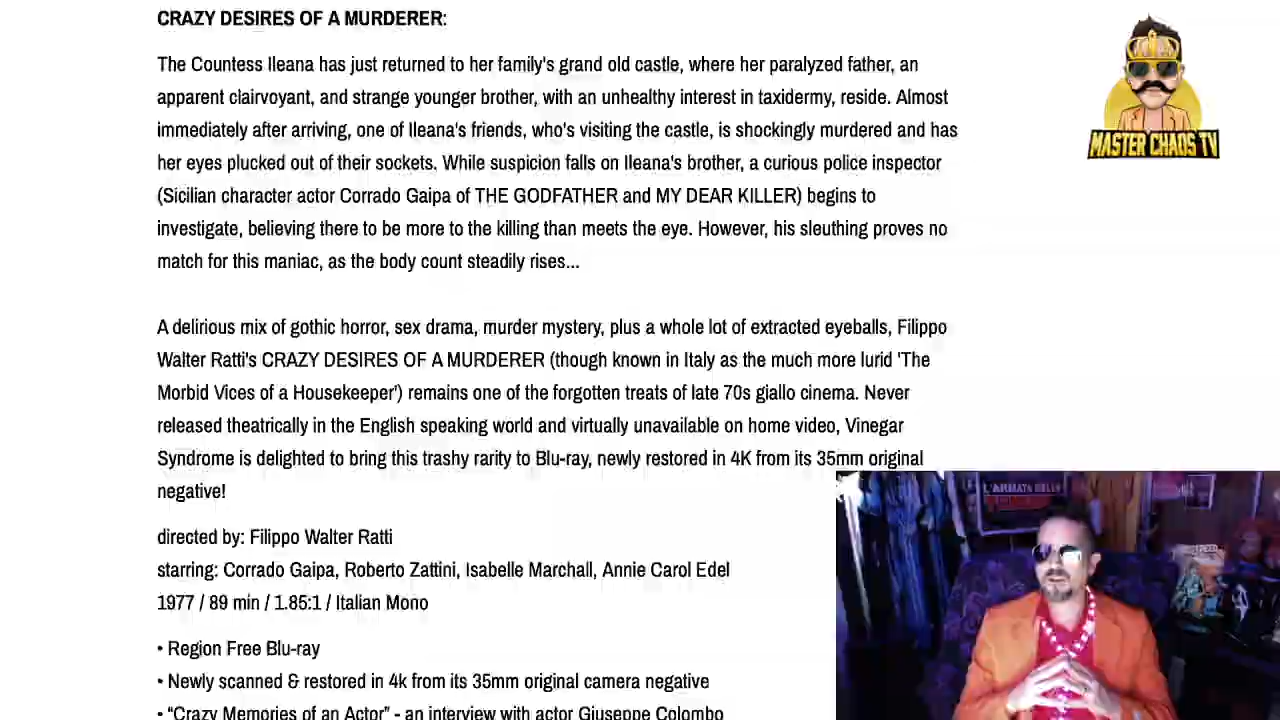 CRAZY DESIRES OF A MURDERER:
The Countess Ileana has just returned to her family's grand old castle, where her paralyzed father, an
apparent clairvoyant, and strange younger brother, with an unhealthy interest in taxidermy, reside. Almost
immediately after arriving, one of Ileana's friends, who's visiting the castle, is shockingly murdered and has
her eyes plucked out of their sockets. While suspicion falls on Ileana's brother, a curious police inspector
(Sicilian character actor Corrado Gaipa of THE GODFATHER and MY DEAR KILLER) begins to
investigate, believing there to be more to the killing than meets the eye. However, his sleuthing proves no
match for this maniac, as the body count steadily rises...
A delirious mix of gothic horror, sex drama, murder mystery, plus a whole lot of extracted eyeballs, Filippo
Walter Ratti's CRAZY DESIRES OF A MURDERER (though known in Italy as the much more lurid 'The
Morbid Vices of a Housekeeper') remains one of the forgotten treats of late 70s giallo cinema. Never
released theatrically in the English speaking world and virtually unavailable on home video, Vinegar
Syndrome is delighted to bring this trashy rarity to Blu-ray, newly restored in 4K from its 35mm original
negative!
directed by: Filippo Walter Ratti
starring: Corrado Gaipa, Roberto Zattini, Isabelle Marchall, Annie Carol Edel
1977 / 89 min / 1.85:1 / Italian Mono
• Region Free Blu-ray
• Newly scanned & restored in 4k from its 35mm original camera negative
• “Crazy Memories of an Actor” - an interview with actor Giuseppe Colombo
MASTER CHAOS TV
L'ARMATA